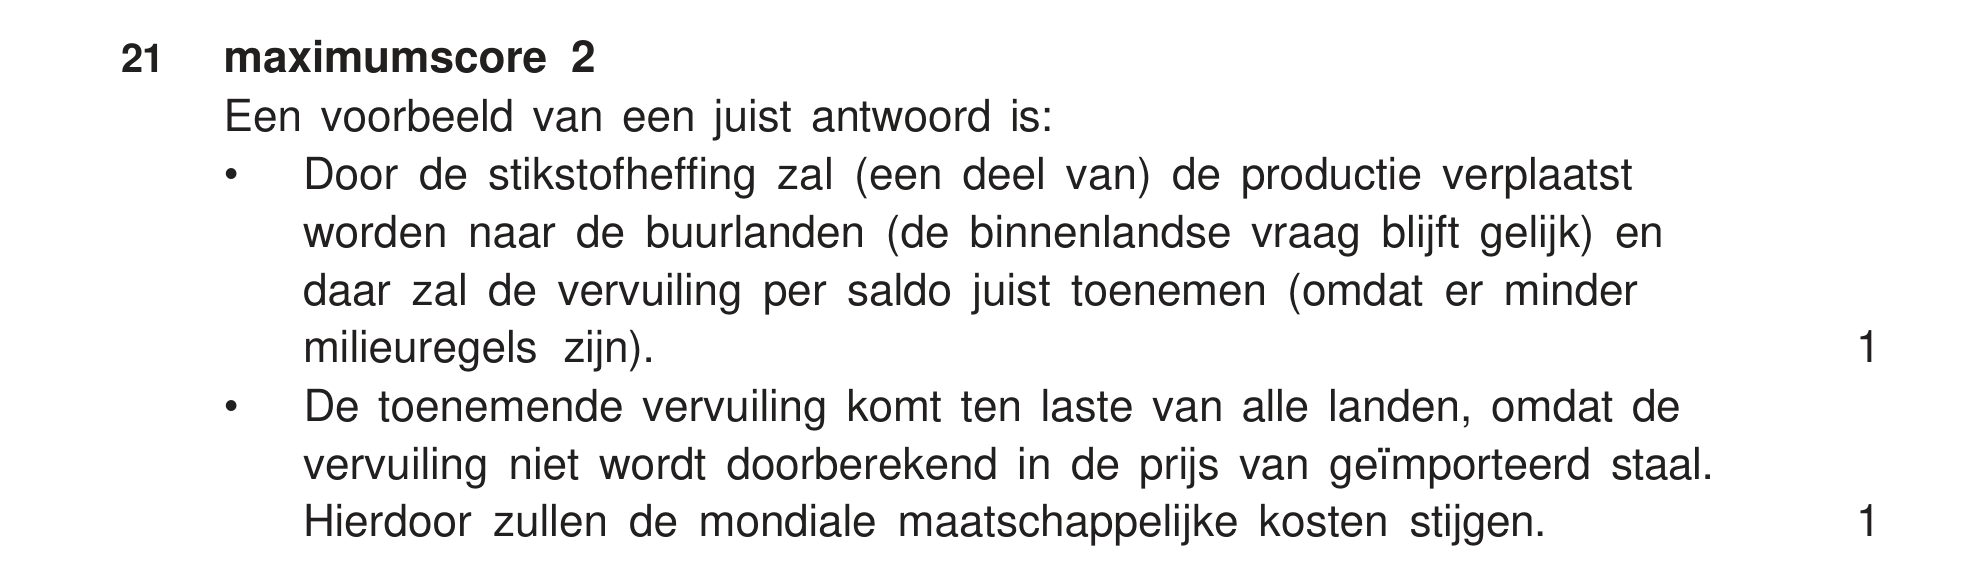 21 maximumscore 2
Een voorbeeld van een juist antwoord is:
• Door de stikstofheffing zal (een deel van) de productie verplaatst
worden naar de buurlanden (de binnenlandse vraag blijft gelijk) en
daar zal de vervuiling per saldo juist toenemen (omdat er minder
milieuregels zijn). 1
• De toenemende vervuiling komt ten laste van alle landen, omdat de
vervuiling niet wordt doorberekend in de prijs van geïmporteerd staal.
Hierdoor zullen de mondiale maatschappelijke kosten stijgen. 1